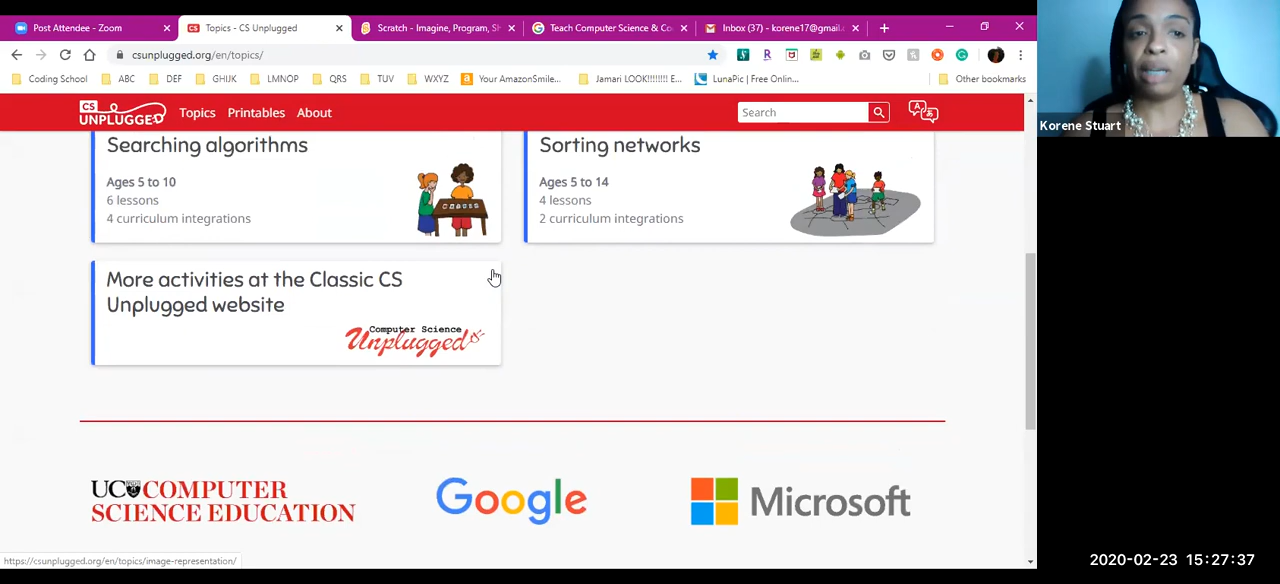 Post Attendee - Zoom
Topics - CS Unplugged
Scratch - Imagine, Program, Sh
Teach Computer Science & Co
Inbox (37) - korene17@gmail.
csunplugged.org/en/topics/
Coding School
ABC
DEF
GHIJK
LMNOP
QRS
TUV
WXYZ
Your AmazonSmile...
Jamari LOOK!!!!!!! E...
LunaPic | Free Onlin...
Other bookmarks
CS UNPLUGGED
Topics
Printables
About
Search
Korene Stuart
Searching algorithms
Ages 5 to 10
6 lessons
4 curriculum integrations
Sorting networks
Ages 5 to 14
4 lessons
2 curriculum integrations
More activities at the Classic CS
Unplugged website
Computer Science
Unplugged
UC COMPUTER
SCIENCE EDUCATION
Google
Microsoft
https://csunplugged.org/en/topics/image-representation/
2020-02-23 15:27:37